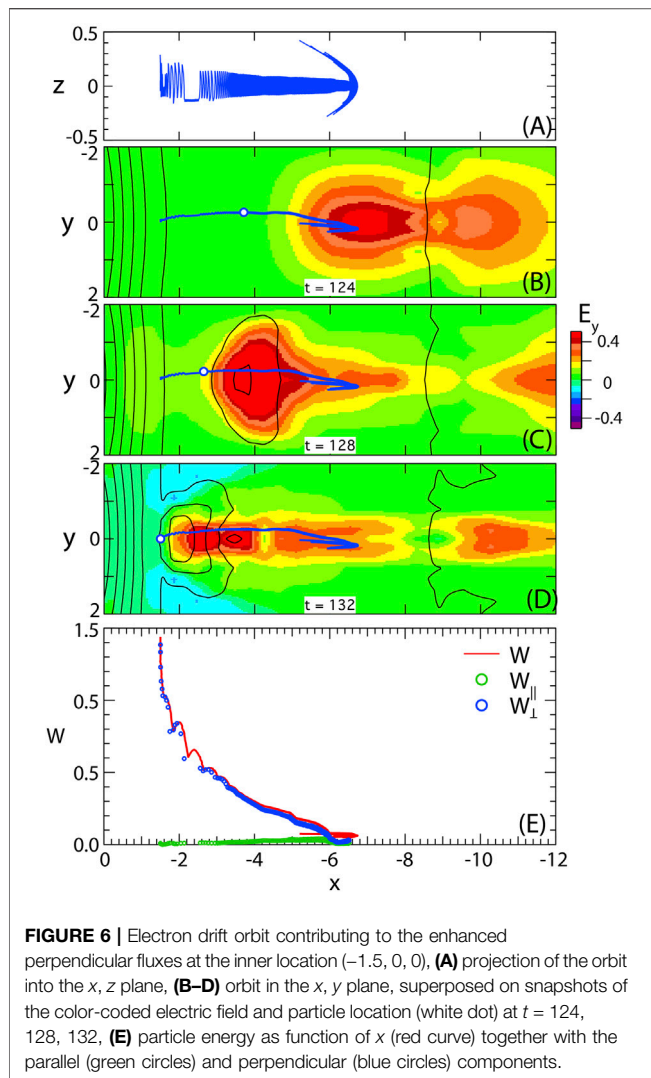 0.5
z 0
-0.5
(A)
-2
y 0
2
t = 124
(B)
-2
y 0
2
t = 128
(C)
E_y
0.4
0
-0.4
-2
y 0
2
t = 132
(D)
1.5
0.5
W
0.5
0.0
W
W_||
W_⊥
(E)
0 -2 -4 -6 -8 -10 -12
x
FIGURE 6 | Electron drift orbit contributing to the enhanced
perpendicular fluxes at the inner location (−1.5, 0, 0), (A) projection of the orbit
into the x, z plane, (B–D) orbit in the x, y plane, superposed on snapshots of
the color-coded electric field and particle location (white dot) at t = 124,
128, 132, (E) particle energy as function of x (red curve) together with the
parallel (green circles) and perpendicular (blue circles) components.